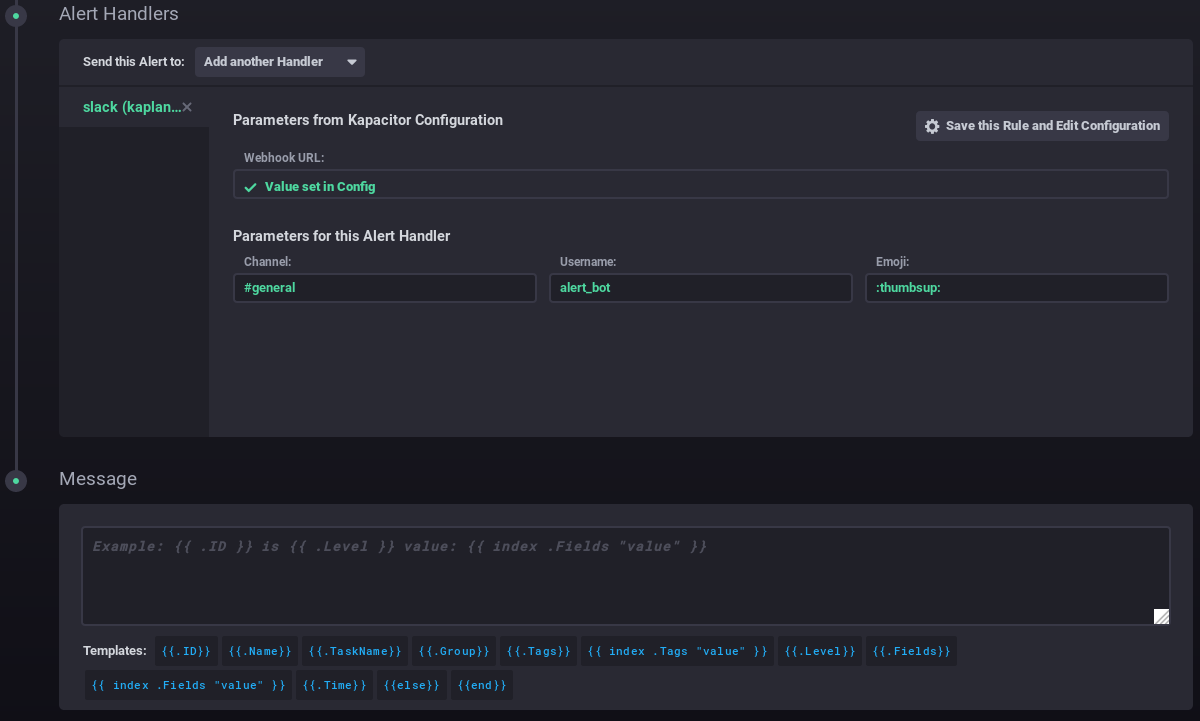 Alert Handlers
Send this Alert to: Add another Handler
slack (kaplan...
Parameters from Kapacitor Configuration
Save this Rule and Edit Configuration
Webhook URL:
Value set in Config
Parameters for this Alert Handler
Channel: Username: Emoji:
#general alert_bot :thumbsup:
Message
Example: {{ .ID }} is {{ .Level }} value: {{ index .Fields "value" }}
Templates: {{.ID}} {{.Name}} {{.TaskName}} {{.Group}} {{.Tags}} {{ index .Tags "value" }} {{.Level}} {{.Fields}}
{{ index .Fields "value" }} {{.Time}} {{else}} {{end}}